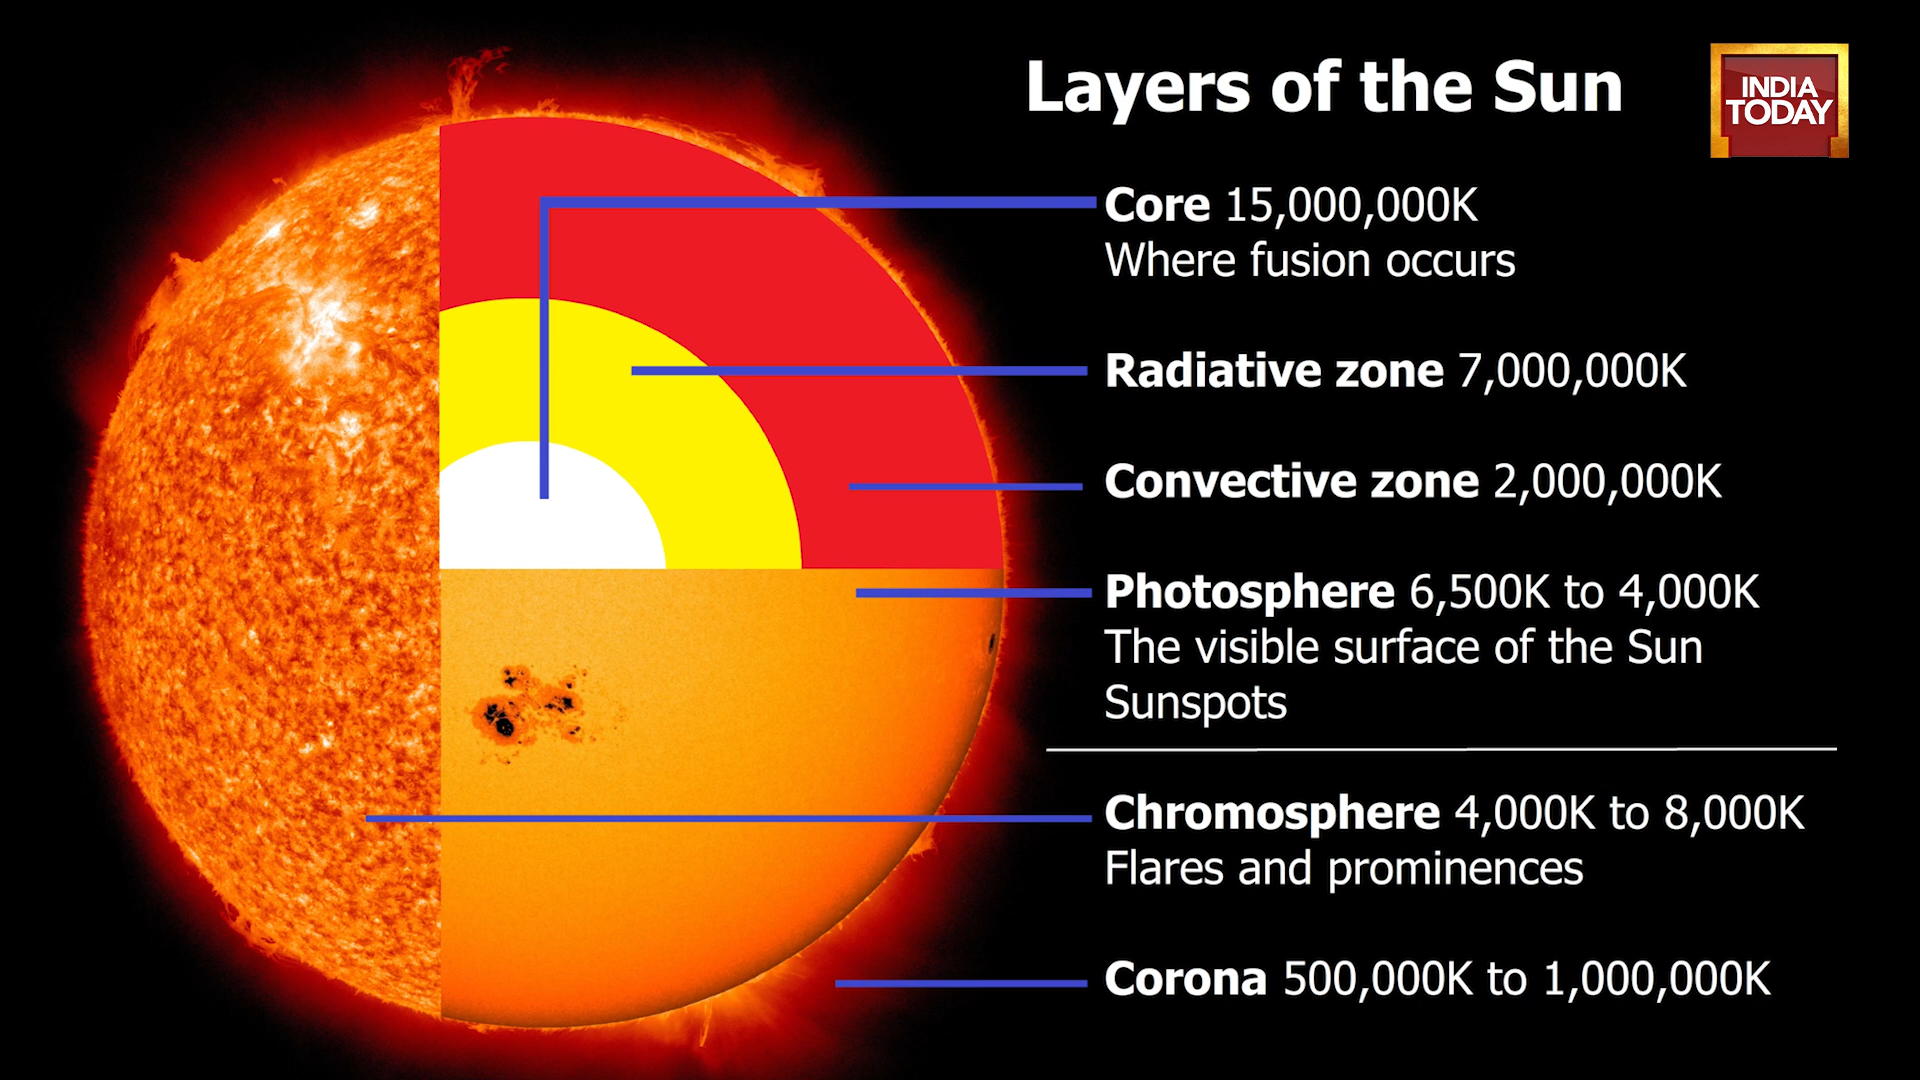 Layers of the Sun
INDIA
TODAY
Core 15,000,000K
Where fusion occurs
Radiative zone 7,000,000K
Convective zone 2,000,000K
Photosphere 6,500K to 4,000K
The visible surface of the Sun
Sunspots
Chromosphere 4,000K to 8,000K
Flares and prominences
Corona 500,000K to 1,000,000K